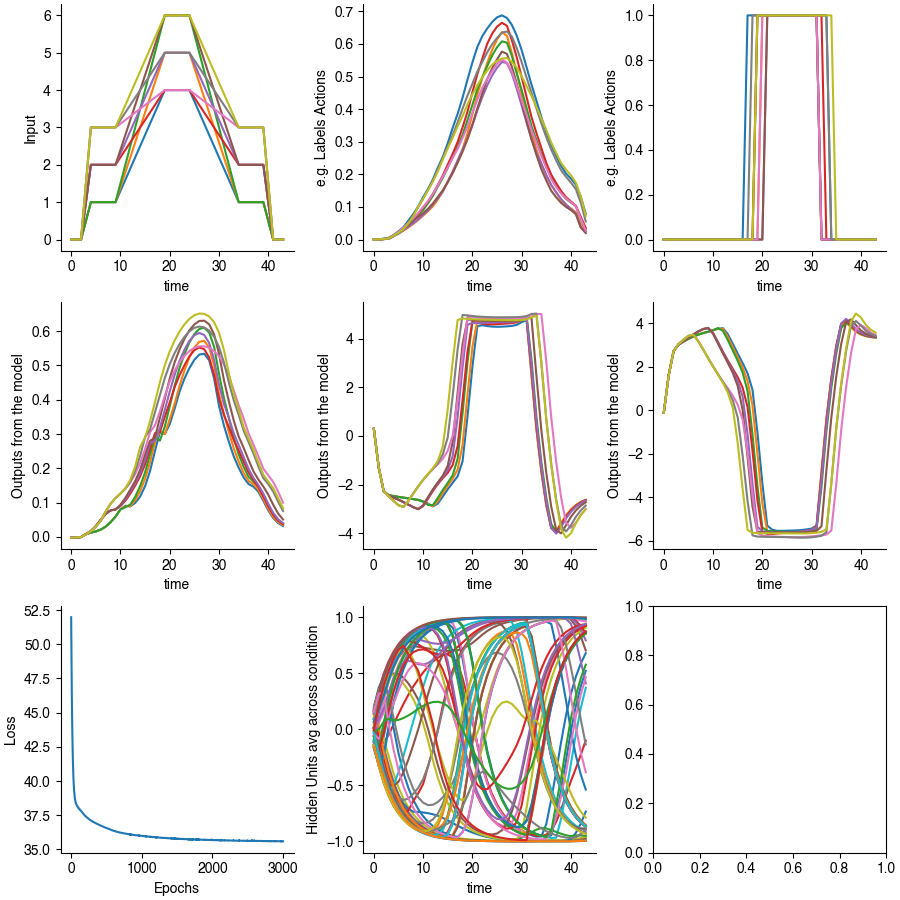 6
5
4
3
2
1
0
Input
0 10 20 30 40
time
0.7
0.6
0.5
0.4
0.3
0.2
0.1
0.0
e.g. Labels Actions
0 10 20 30 40
time
1.0
0.8
0.6
0.4
0.2
0.0
e.g. Labels Actions
0 10 20 30 40
time
0.6
0.5
0.4
0.3
0.2
0.1
0.0
Outputs from the model
0 10 20 30 40
time
4
2
0
−2
−4
Outputs from the model
0 10 20 30 40
time
4
2
0
−2
−4
−6
Outputs from the model
0 10 20 30 40
time
52.5
50.0
47.5
45.0
42.5
40.0
37.5
35.0
Loss
0 1000 2000 3000
Epochs
1.0
0.5
0.0
−0.5
−1.0
Hidden Units avg across condition
0 10 20 30 40
time
1.0
0.8
0.6
0.4
0.2
0.0
0.0 0.2 0.4 0.6 0.8 1.0